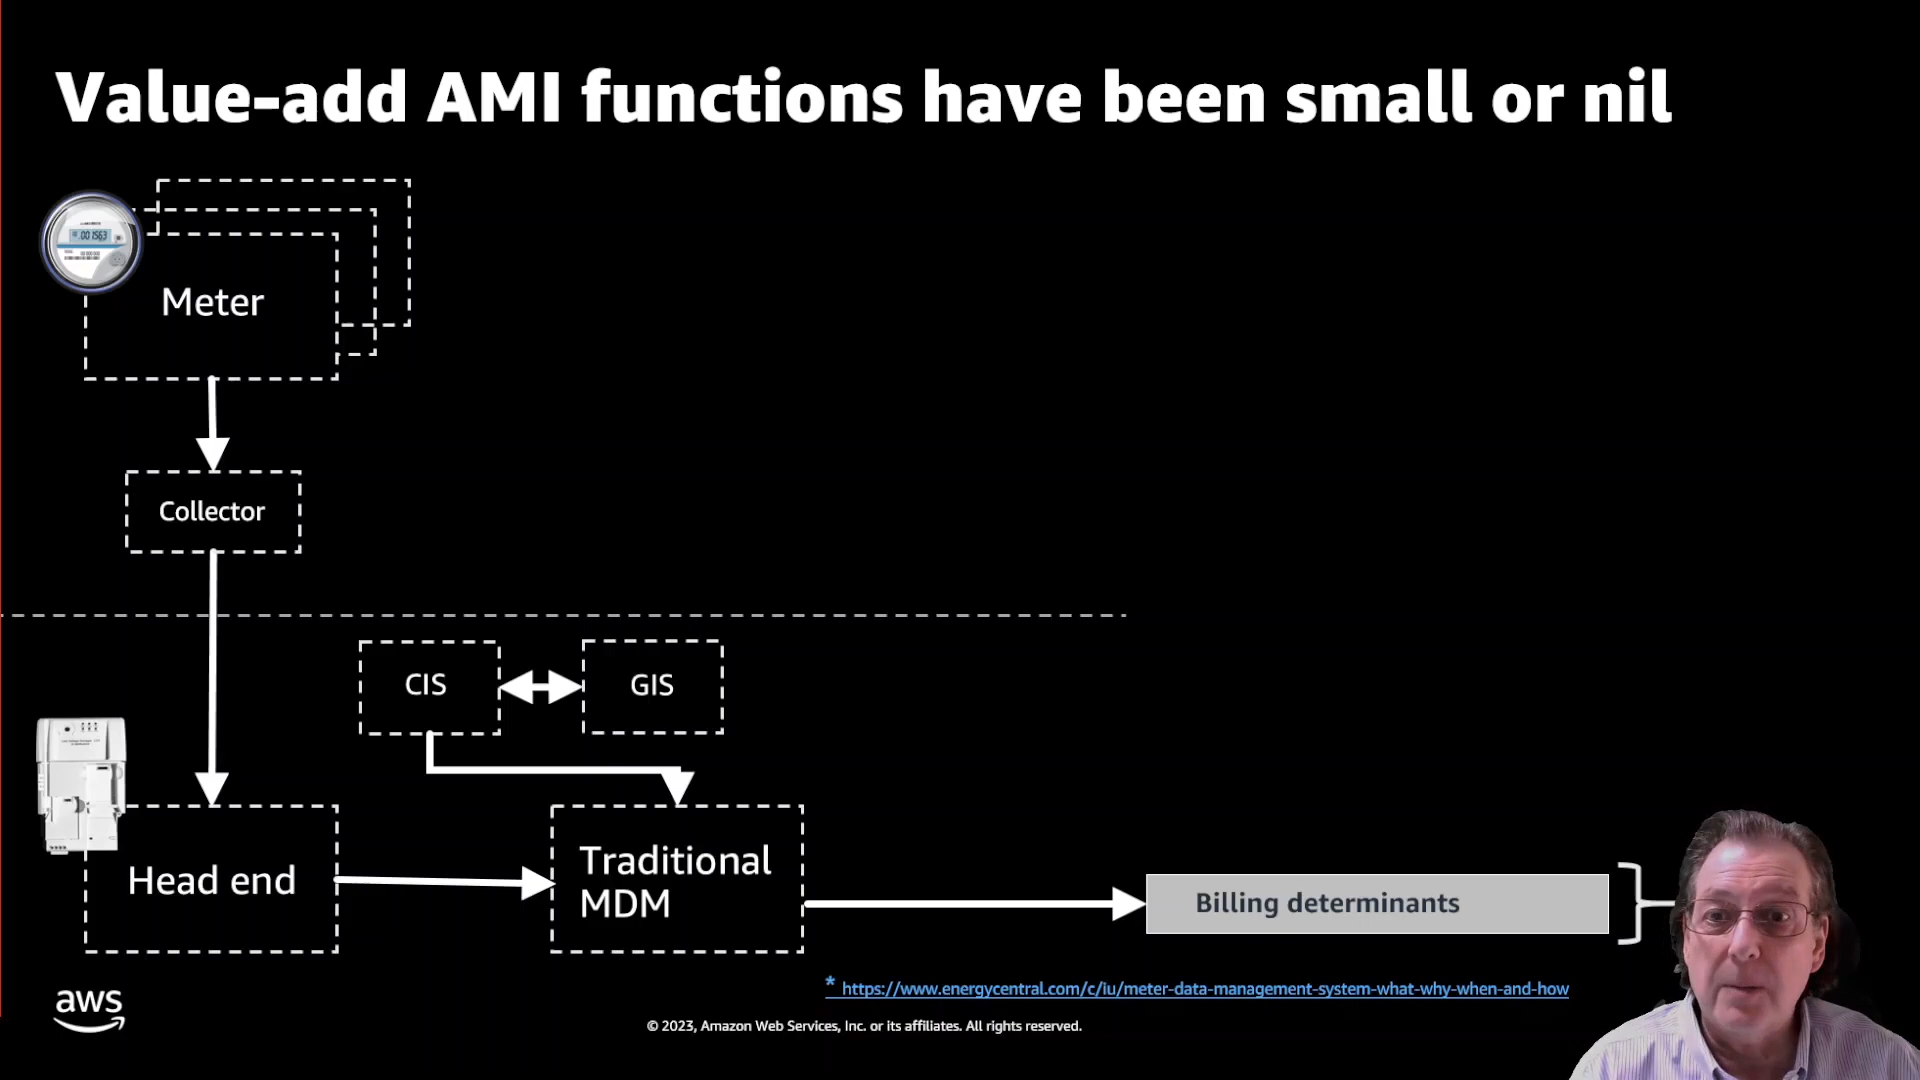 Value-add AMI functions have been small or nil
001563
Meter
Collector
CIS
GIS
Head end
Traditional
MDM
Billing determinants
* https://www.energycentral.com/c/iu/meter-data-management-system-what-why-when-and-how
aws
© 2023, Amazon Web Services, Inc. or its affiliates. All rights reserved.